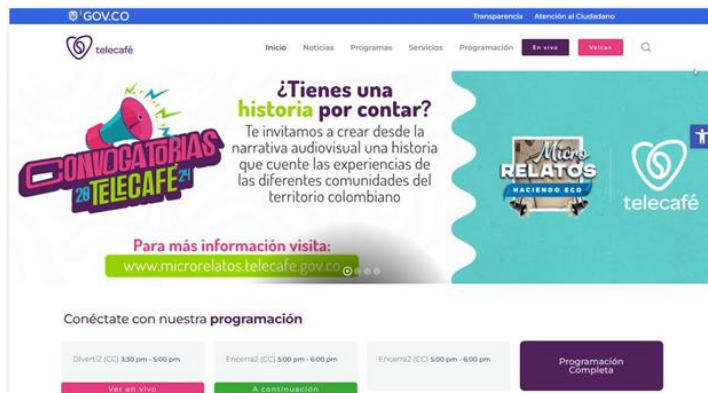 GOV.CO
Transparencia Atención al Ciudadano
telecafé
Inicio Noticias Programas Servicios Programación En vivo Volcan
CONVOGATORIAS
2024 TELECAFÉ
¿Tienes una
historia por contar?
Te invitamos a crear desde la
narrativa audiovisual una historia
que cuente las experiencias de
las diferentes comunidades del
territorio colombiano
Para más información visita:
www.microrelatos.telecafe.gov.co
Micro
RELATOS
HACIENDO ECO
telecafé
Conéctate con nuestra programación
Diverti2 (CC) 3:30 pm - 5:00 pm
Ver en vivo
Encerra2 (CC) 5:00 pm - 6:00 pm
A continuación
Encerra2 (CC) 5:00 pm - 6:00 pm
Programación
Completa